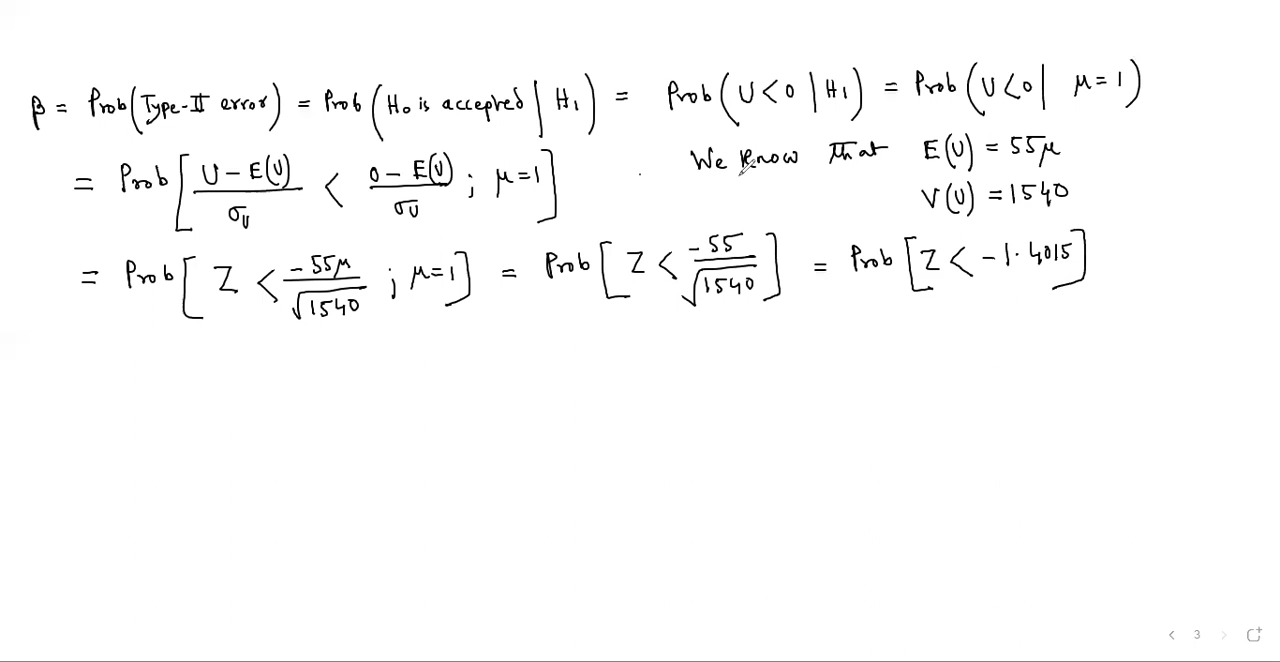 β = Prob(Type-II error) = Prob(H₀ is accepted | H₁) = Prob(U<0 | H₁) = Prob(U<0 | μ=1)
We know that E(U) = 55μ
= Prob[(U - E(U))/σ_U < (0 - E(U))/σ_U ; μ=1]
V(U) = 1540
= Prob[Z < -55μ/√1540 ; μ=1] = Prob[Z < -55/√1540] = Prob[Z < -1.4015]
3